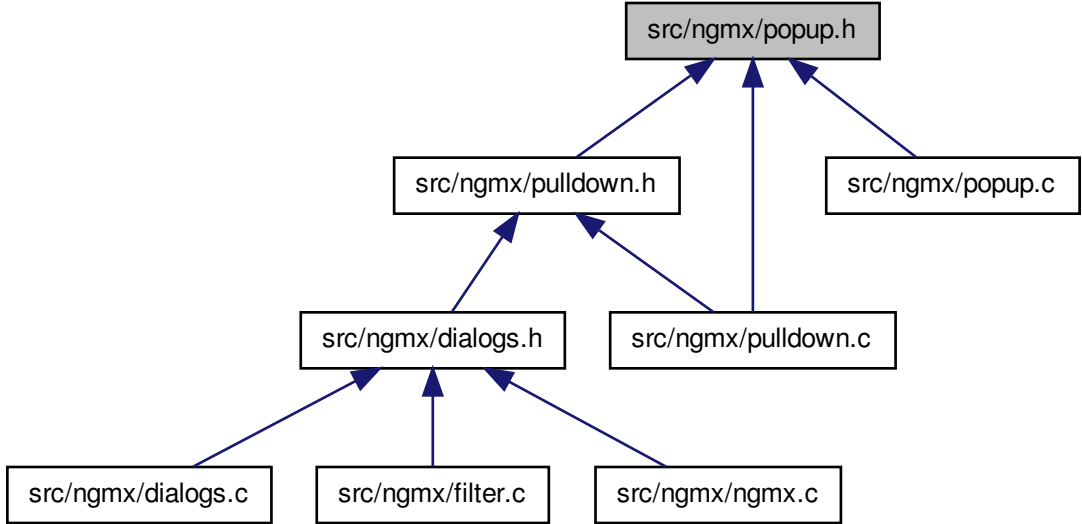 src/ngmx/popup.h
src/ngmx/pulldown.h
src/ngmx/popup.c
src/ngmx/dialogs.h
src/ngmx/pulldown.c
src/ngmx/dialogs.c
src/ngmx/filter.c
src/ngmx/ngmx.c